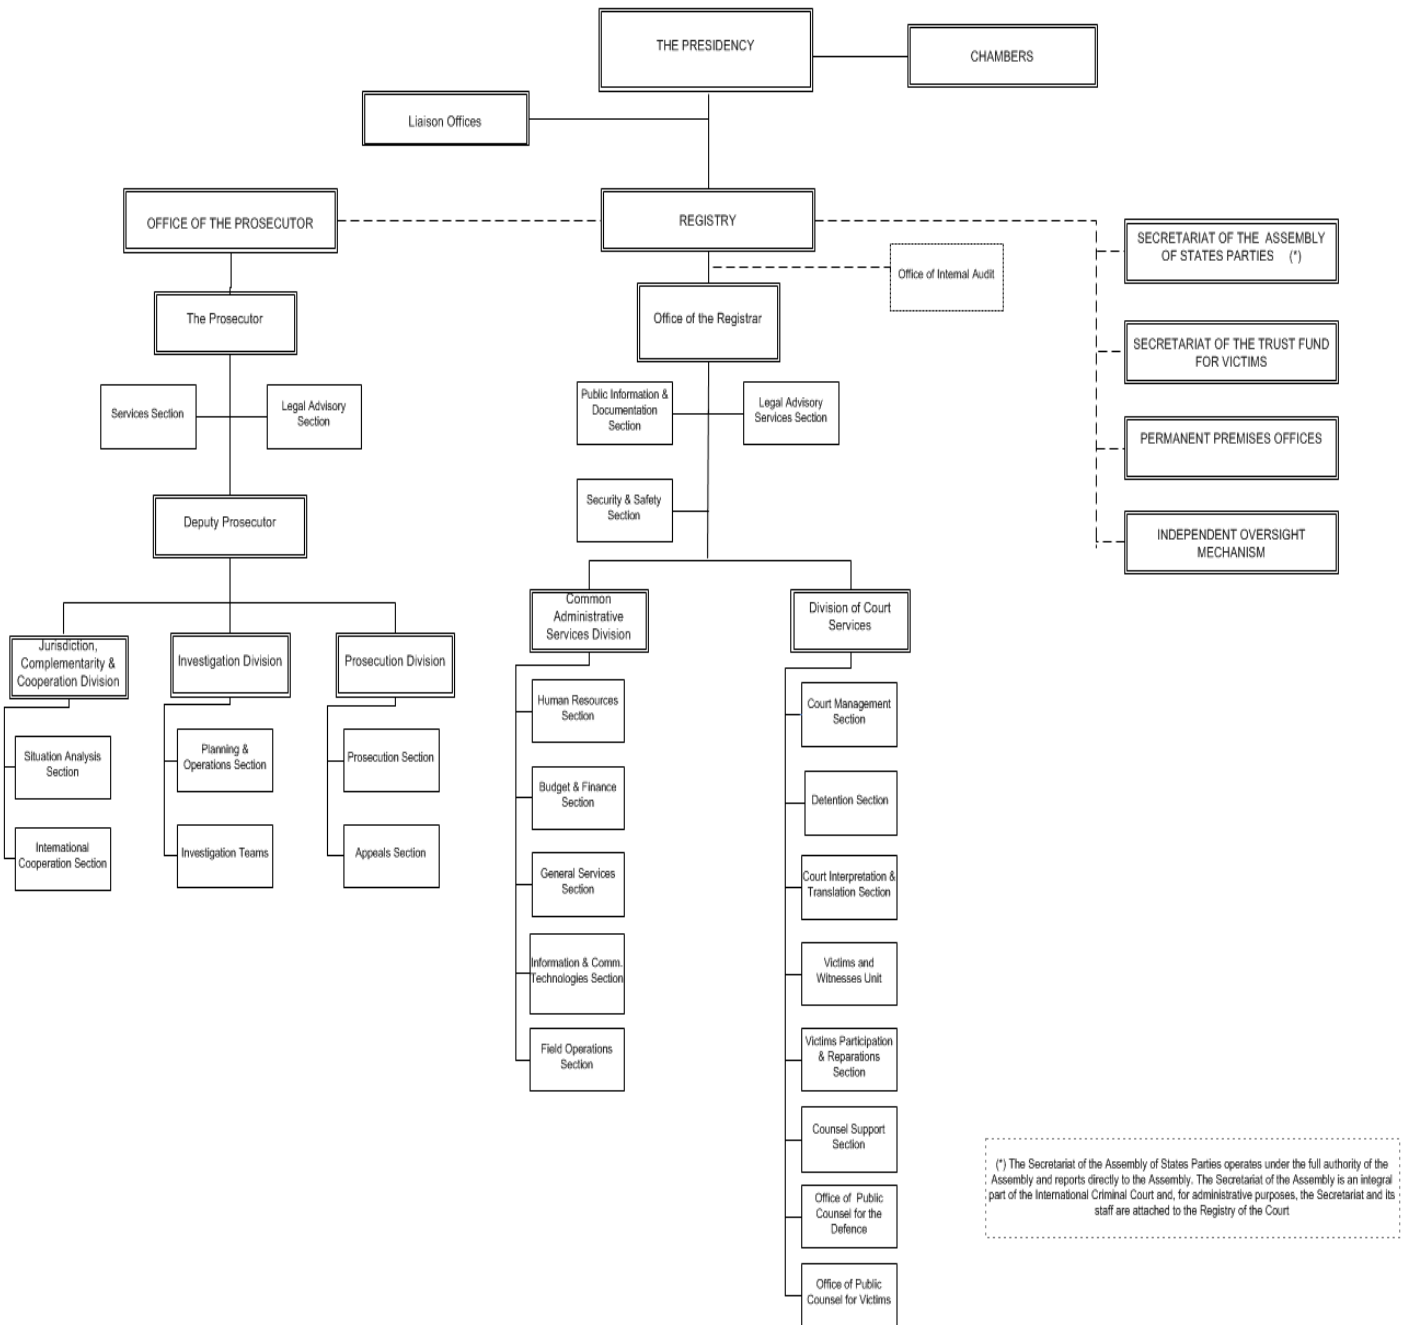 THE PRESIDENCY
CHAMBERS
Liaison Offices
OFFICE OF THE PROSECUTOR
REGISTRY
SECRETARIAT OF THE ASSEMBLY
OF STATES PARTIES (*)
Office of Internal Audit
The Prosecutor
Office of the Registrar
SECRETARIAT OF THE TRUST FUND
FOR VICTIMS
Services Section
Legal Advisory
Section
Public Information &
Documentation
Section
Legal Advisory
Services Section
PERMANENT PREMISES OFFICES
Security & Safety
Section
Deputy Prosecutor
INDEPENDENT OVERSIGHT
MECHANISM
Common
Administrative
Services Division
Division of Court
Services
Jurisdiction,
Complementarity &
Cooperation Division
Investigation Division
Prosecution Division
Situation Analysis
Section
International
Cooperation Section
Planning &
Operations Section
Investigation Teams
Prosecution Section
Appeals Section
Human Resources
Section
Budget & Finance
Section
General Services
Section
Information & Comm.
Technologies Section
Field Operations
Section
Court Management
Section
Detention Section
Court Interpretation &
Translation Section
Victims and
Witnesses Unit
Victims Participation
& Reparations
Section
Counsel Support
Section
Office of Public
Counsel for the
Defence
Office of Public
Counsel for Victims
(*) The Secretariat of the Assembly of States Parties operates under the full authority of the
Assembly and reports directly to the Assembly. The Secretariat of the Assembly is an integral
part of the International Criminal Court and, for administrative purposes, the Secretariat and its
staff are attached to the Registry of the Court